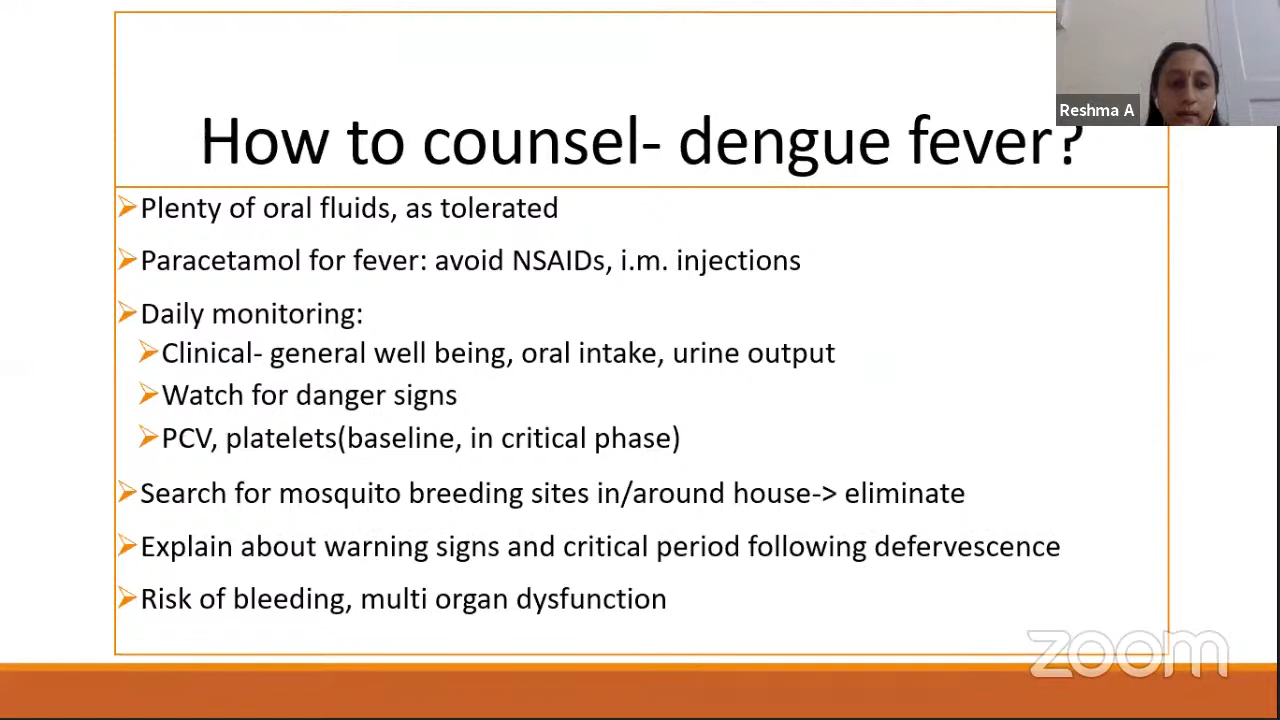 Reshma A
How to counsel- dengue fever?
Plenty of oral fluids, as tolerated
Paracetamol for fever: avoid NSAIDs, i.m. injections
Daily monitoring:
Clinical- general well being, oral intake, urine output
Watch for danger signs
PCV, platelets(baseline, in critical phase)
Search for mosquito breeding sites in/around house-> eliminate
Explain about warning signs and critical period following defervescence
Risk of bleeding, multi organ dysfunction
zoom